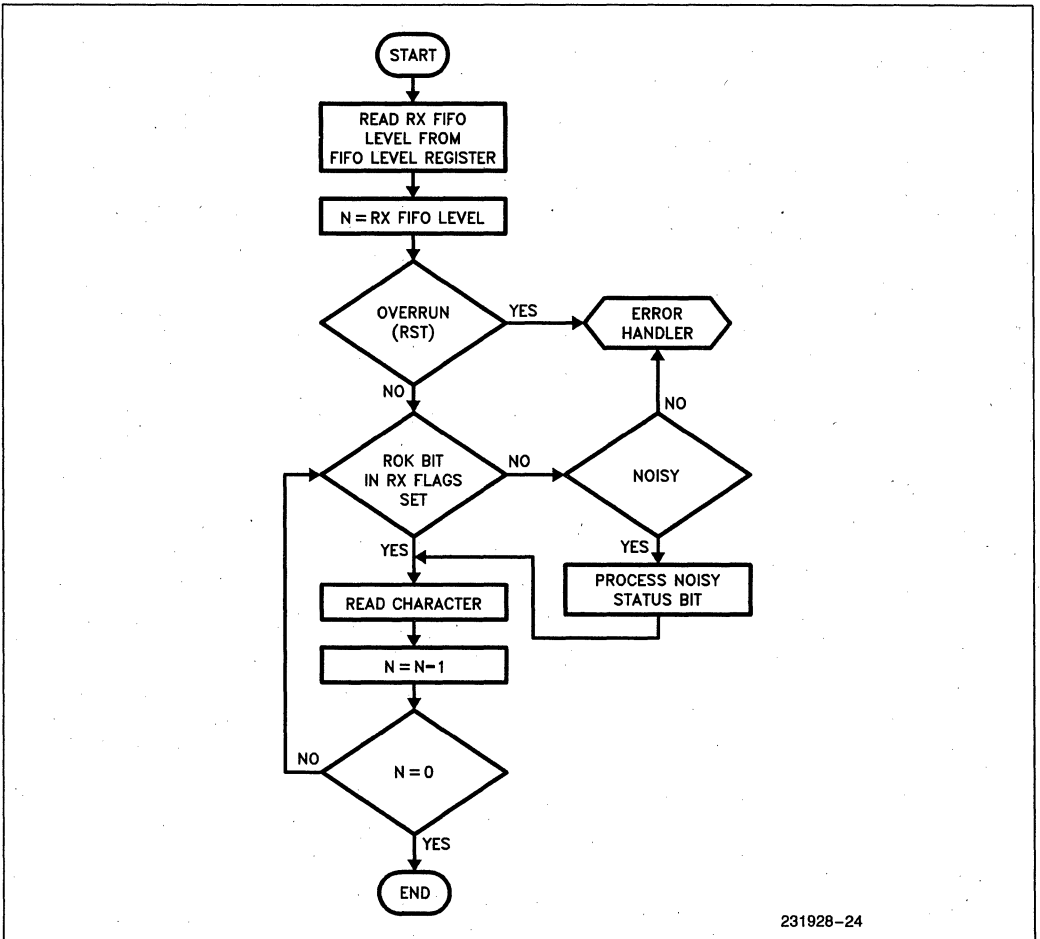 START
READ RX FIFO
LEVEL FROM
FIFO LEVEL REGISTER
N = RX FIFO LEVEL
OVERRUN
(RST)
YES
ERROR
HANDLER
NO
NO
ROK BIT
IN RX FLAGS
SET
NO
NOISY
YES
YES
PROCESS NOISY
STATUS BIT
READ CHARACTER
N = N-1
NO
N = 0
YES
END
231928-24